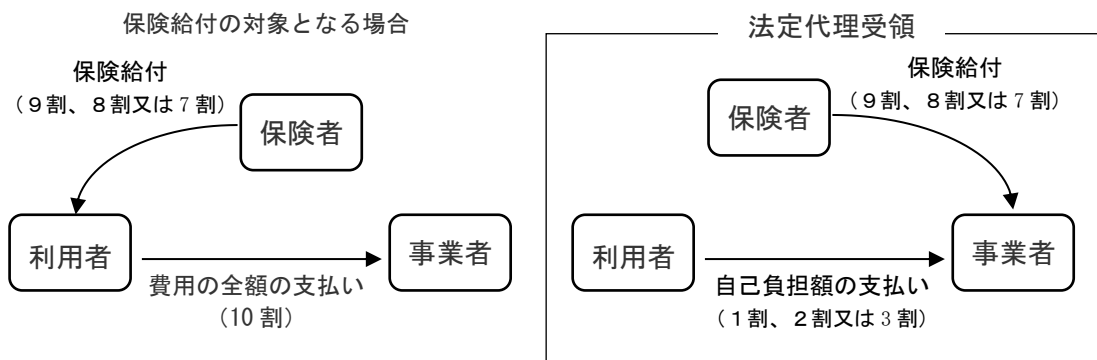 保険給付の対象となる場合
保険給付
（９割、８割又は７割）
保険者
利用者
事業者
費用の全額の支払い
（10 割）
法定代理受領
保険給付
（９割、８割又は７割）
保険者
利用者
事業者
自己負担額の支払い
（１割、２割又は３割）